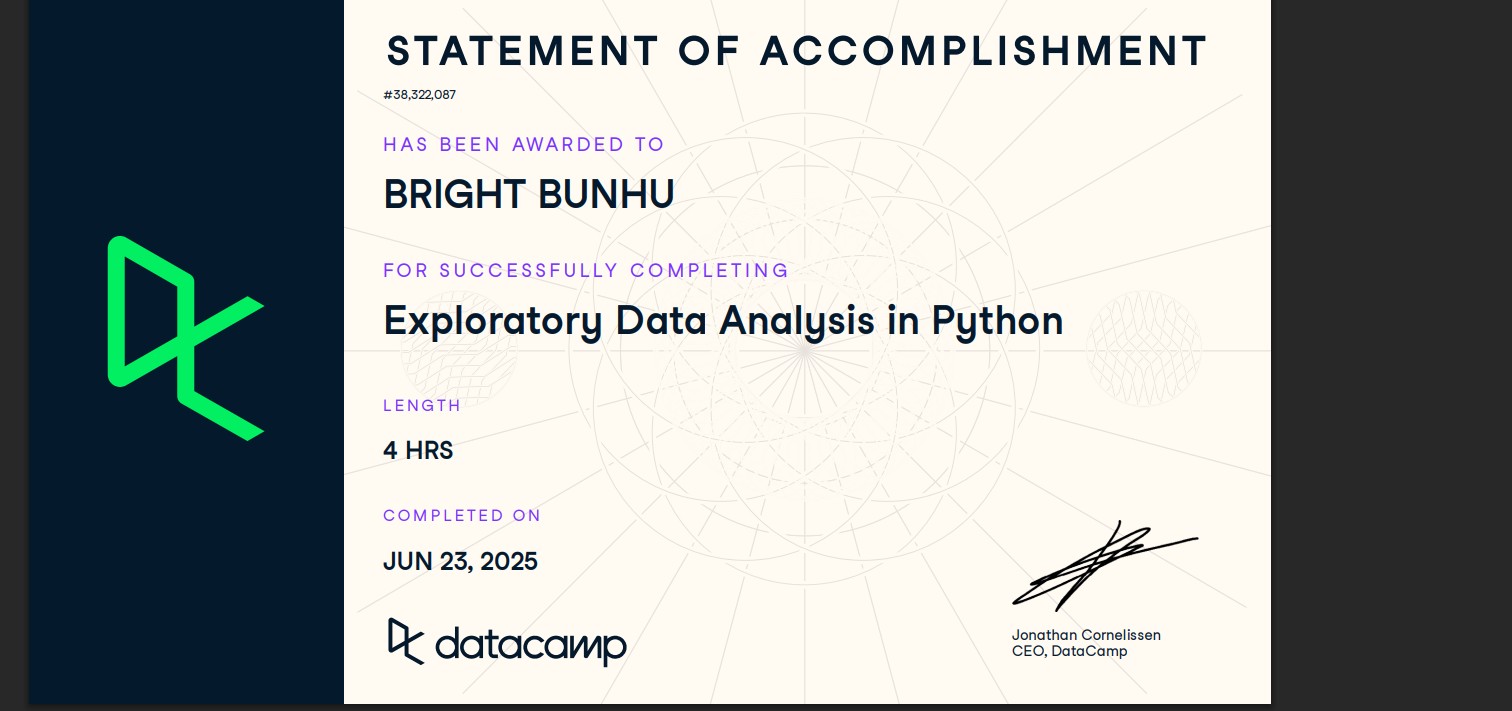 STATEMENT OF ACCOMPLISHMENT
#38,322,087
HAS BEEN AWARDED TO
BRIGHT BUNHU
FOR SUCCESSFULLY COMPLETING
Exploratory Data Analysis in Python
LENGTH
4 HRS
COMPLETED ON
JUN 23, 2025
datacamp
Jonathan Cornelissen
CEO, DataCamp